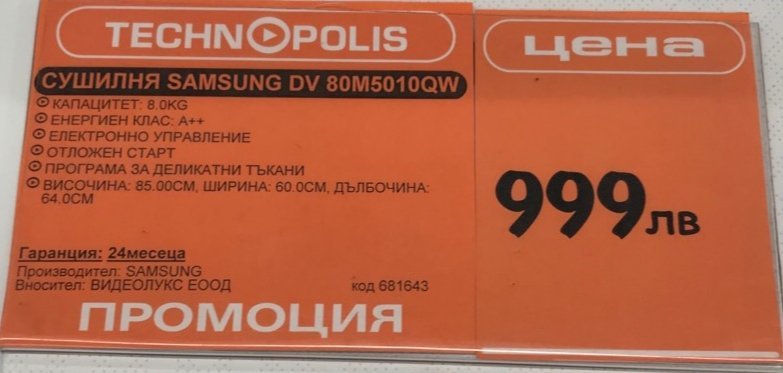 TECHNOPOLIS
цена
СУШИЛНЯ SAMSUNG DV 80M5010QW
КАПАЦИТЕТ: 8.0KG
ЕНЕРГИЕН КЛАС: A++
ЕЛЕКТРОННО УПРАВЛЕНИЕ
ОТЛОЖЕН СТАРТ
ПРОГРАМА ЗА ДЕЛИКАТНИ ТЪКАНИ
ВИСОЧИНА: 85.00СМ, ШИРИНА: 60.0СМ, ДЪЛБОЧИНА:
64.0СМ
999лв
Гаранция: 24месеца
Производител: SAMSUNG
Вносител: ВИДЕОЛУКС ЕООД код 681643
ПРОМОЦИЯ